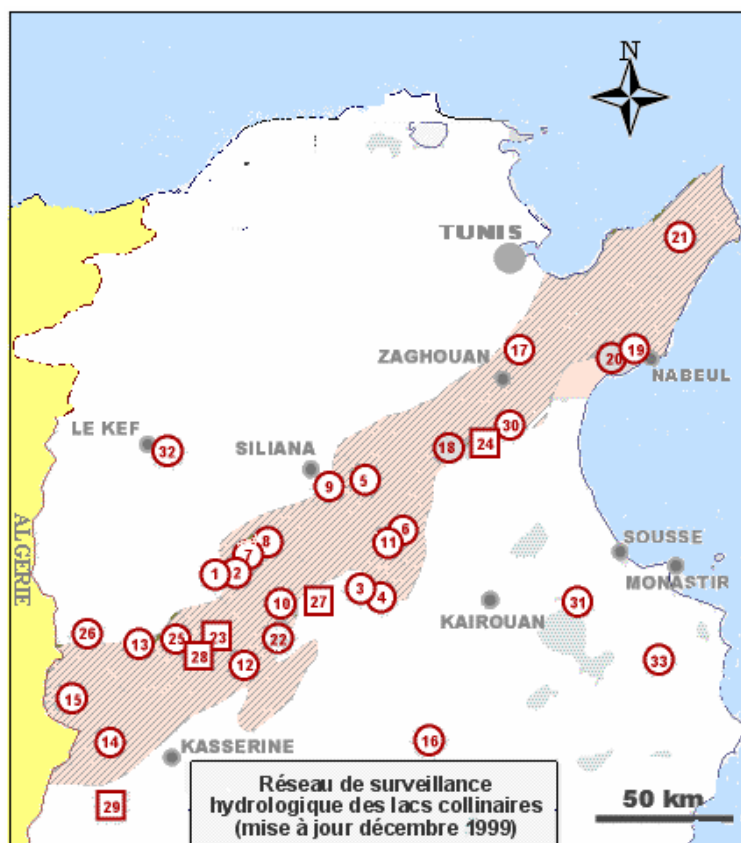 N
TUNIS
21
17
ZAGHOUAN
20
19
NABEUL
LE KEF
32
30
18
24
SILIANA
9
5
ALGERIE
6
11
8
7
1
2
SOUSSE
MONASTIR
3
4
10
27
KAIROUAN
31
26
13
25
23
22
28
12
33
15
14
16
KASSERINE
29
Réseau de surveillance
hydrologique des lacs collinaires
(mise à jour décembre 1999)
50 km